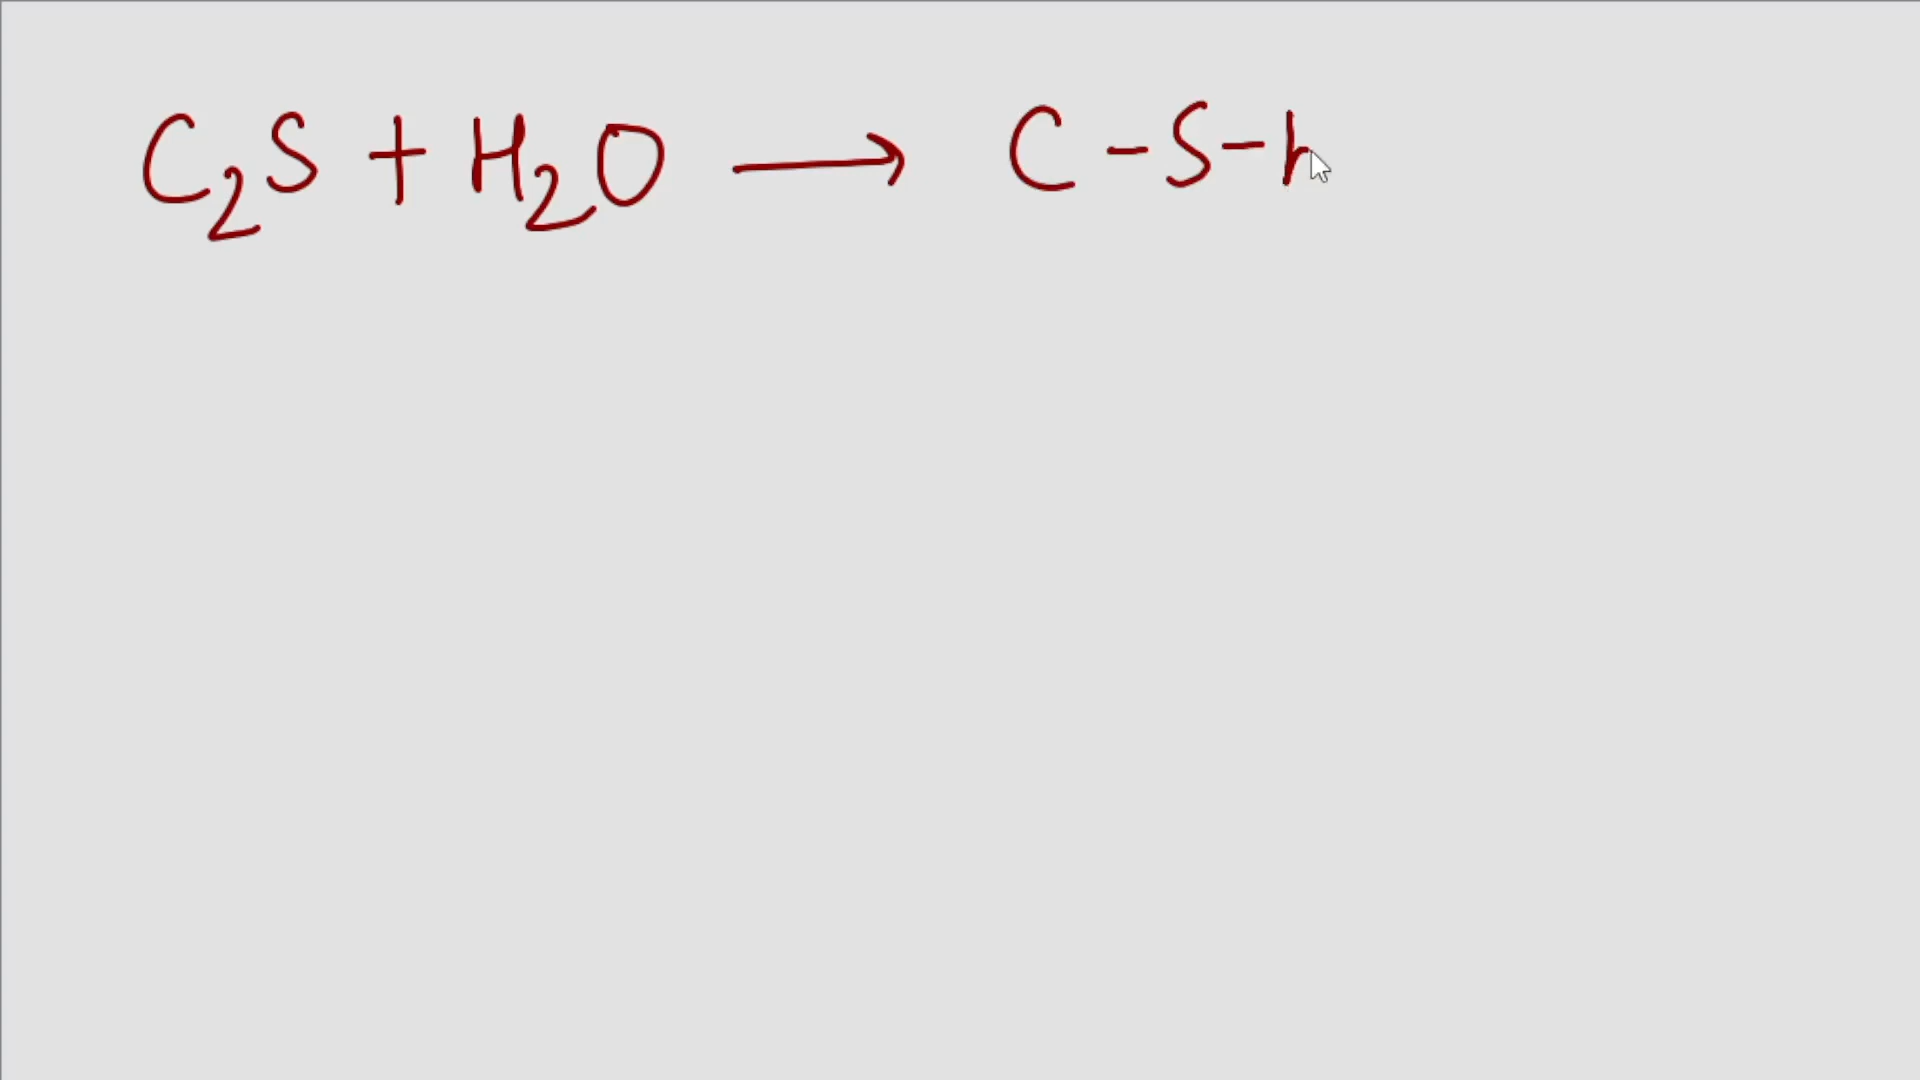 C₂S + H₂O → C-S-